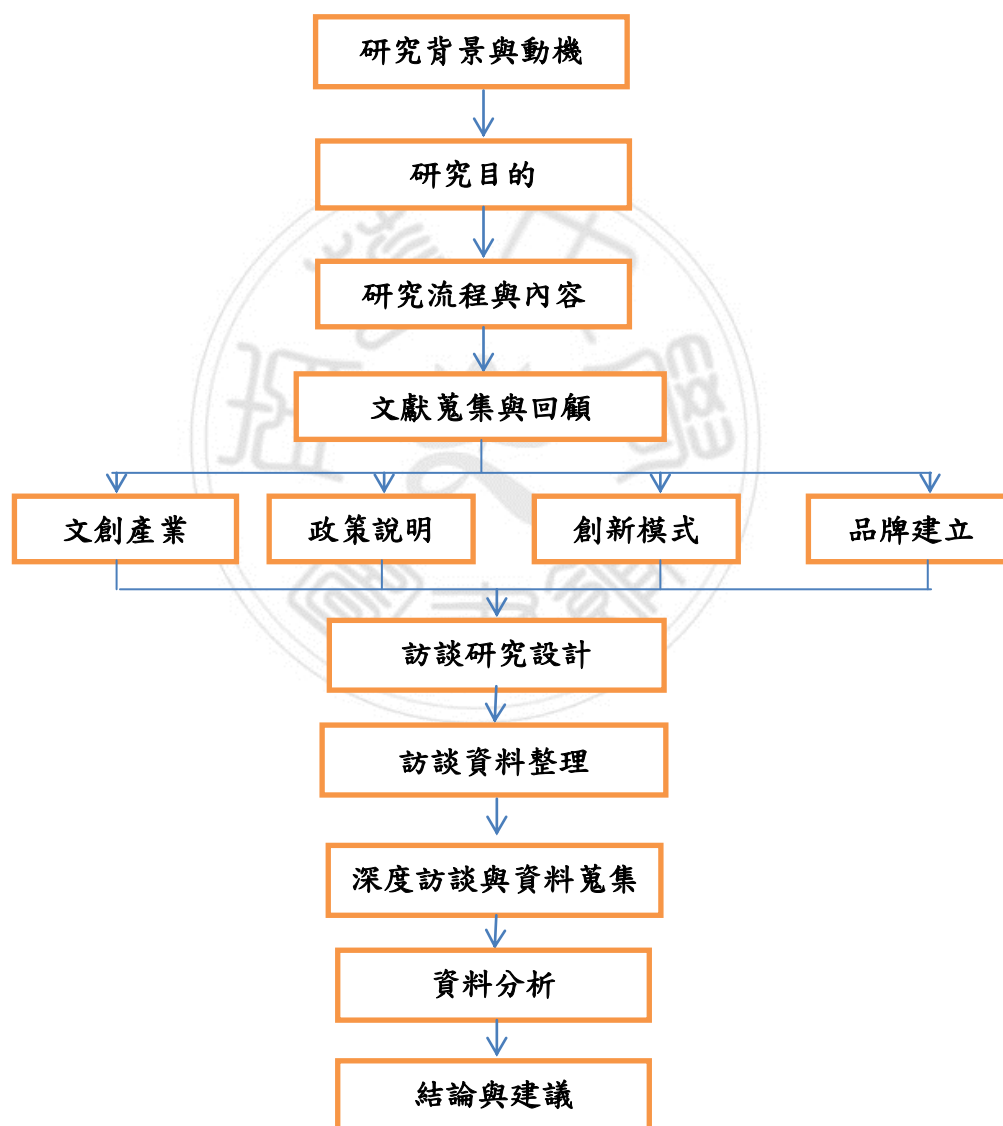 研究背景與動機
研究目的
研究流程與內容
文獻蒐集與回顧
文創產業
政策說明
創新模式
品牌建立
訪談研究設計
訪談資料整理
深度訪談與資料蒐集
資料分析
結論與建議